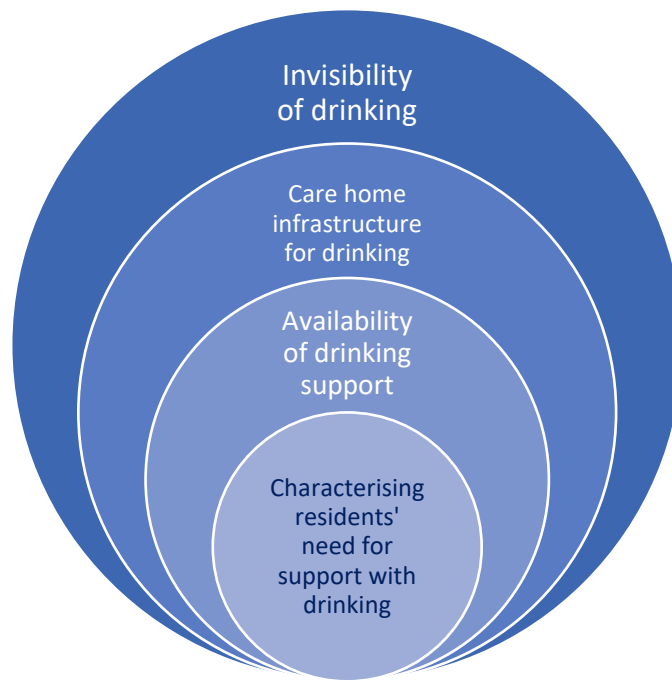 Invisibility
of drinking
Care home
infrastructure
for drinking
Availability
of drinking
support
Characterising
residents'
need for
support with
drinking